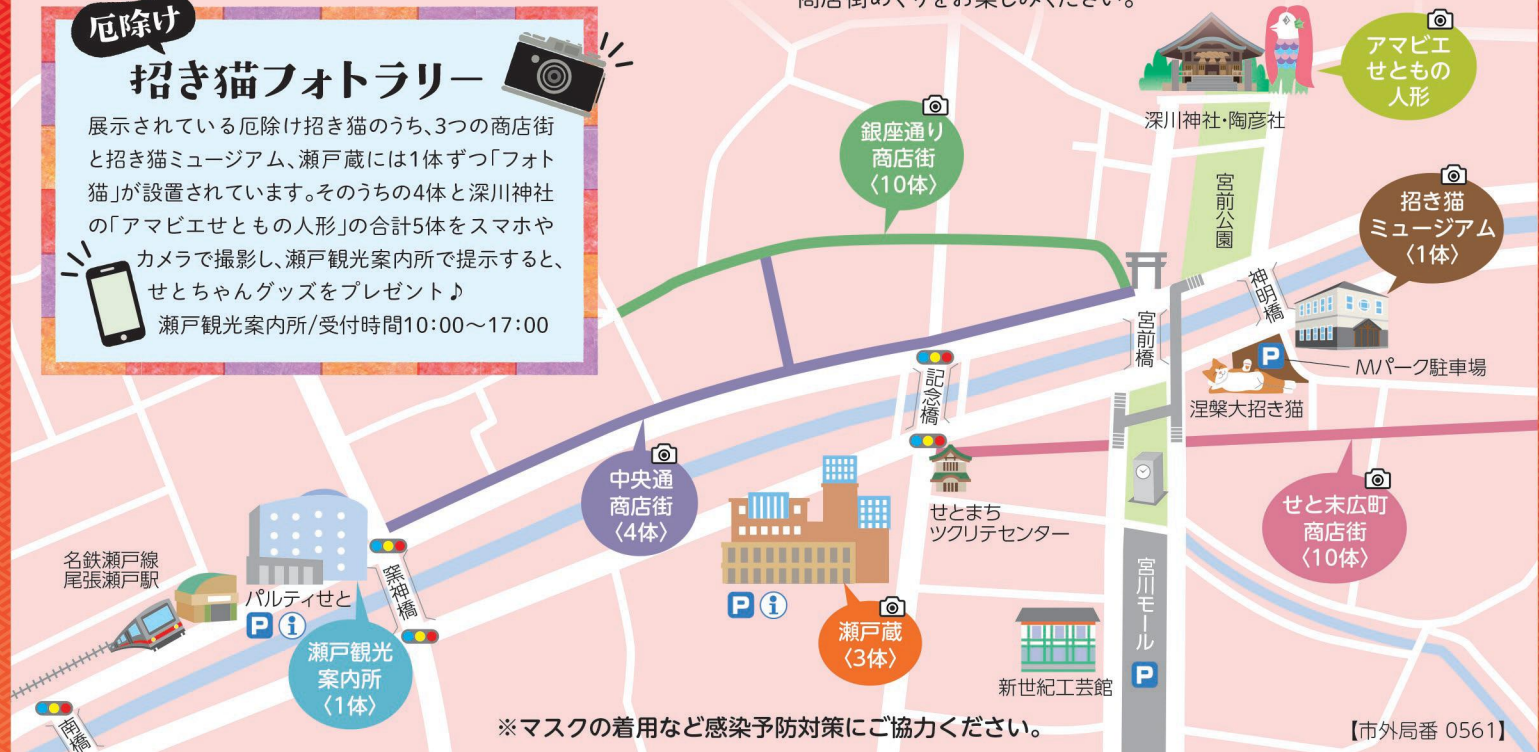 商店街めぐりをお楽しみください。
厄除け
招き猫フォトラリー
展示されている厄除け招き猫のうち、3つの商店街
と招き猫ミュージアム、瀬戸蔵には1体ずつ「フォト
猫」が設置されています。そのうちの4体と深川神社
の「アマビエせともの人形」の合計5体をスマホや
カメラで撮影し、瀬戸観光案内所で提示すると、
せとちゃんグッズをプレゼント♪
瀬戸観光案内所/受付時間10:00〜17:00
アマビエ
せともの
人形
深川神社・陶彦社
銀座通り
商店街
〈10体〉
宮前公園
招き猫
ミュージアム
〈1体〉
神明橋
宮前橋
P
Mパーク駐車場
涅槃大招き猫
記念橋
中央通
商店街
〈4体〉
せとまち
ツクリテセンター
せと末広町
商店街
〈10体〉
名鉄瀬戸線
尾張瀬戸駅
パルティせと
P i
窯神橋
瀬戸観光
案内所
〈1体〉
P i
瀬戸蔵
〈3体〉
新世紀工芸館
宮川モール
P
南橋
※マスクの着用など感染予防対策にご協力ください。
【市外局番 0561】